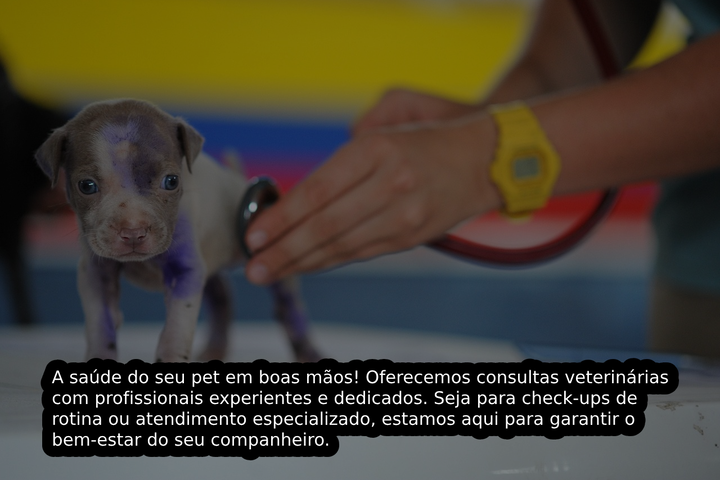 A saúde do seu pet em boas mãos! Oferecemos consultas veterinárias
com profissionais experientes e dedicados. Seja para check-ups de
rotina ou atendimento especializado, estamos aqui para garantir o
bem-estar do seu companheiro.